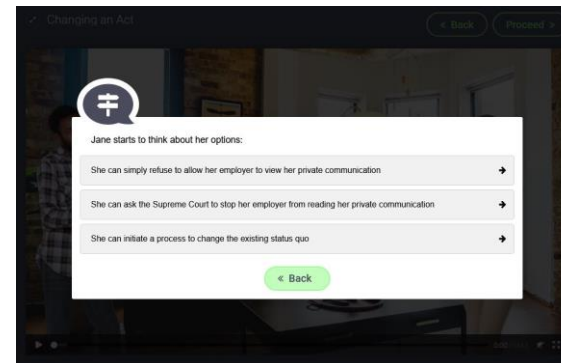 Changing an Act
« Back
Proceed »
Jane starts to think about her options:
She can simply refuse to allow her employer to view her private communication
She can ask the Supreme Court to stop her employer from reading her private communication
She can initiate a process to change the existing status quo
« Back
0:00